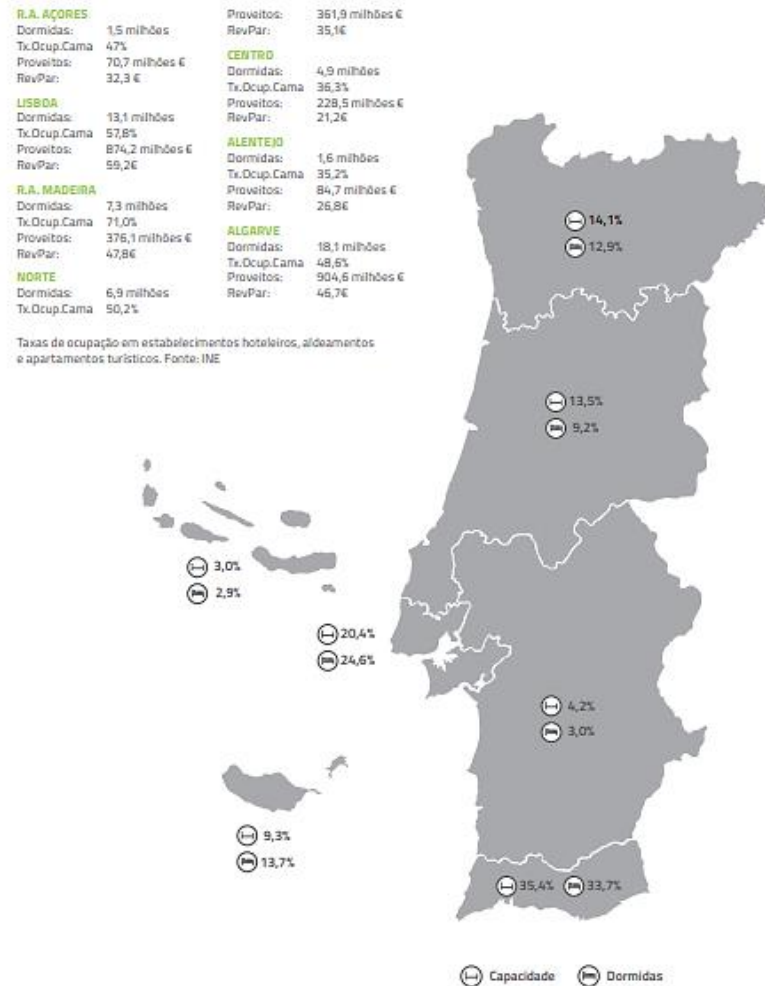 R.A. AÇORES
Dormidas: 1,5 milhões
Tx.Ocup.Cama 47%
Proveitos: 70,7 milhões €
RevPar: 32,3 €
LISBOA
Dormidas: 13,1 milhões
Tx.Ocup.Cama 57,8%
Proveitos: 874,2 milhões €
RevPar: 59,2€
R.A. MADEIRA
Dormidas: 7,3 milhões
Tx.Ocup.Cama 71,0%
Proveitos: 376,1 milhões €
RevPar: 47,8€
NORTE
Dormidas: 6,9 milhões
Tx.Ocup.Cama 50,2%
Proveitos: 361,9 milhões €
RevPar: 35,1€
CENTRO
Dormidas: 4,9 milhões
Tx.Ocup.Cama 36,3%
Proveitos: 228,5 milhões €
RevPar: 21,2€
ALENTEJO
Dormidas: 1,6 milhões
Tx.Ocup.Cama 35,2%
Proveitos: 84,7 milhões €
RevPar: 26,8€
ALGARVE
Dormidas: 18,1 milhões
Tx.Ocup.Cama 48,6%
Proveitos: 904,6 milhões €
RevPar: 46,7€
Taxas de ocupação em estabelecimentos hoteleiros, aldeamentos
e apartamentos turísticos. Fonte: INE
14,1%
12,9%
13,5%
9,2%
3,0%
2,9%
20,4%
24,6%
4,2%
3,0%
9,3%
13,7%
35,4% 33,7%
Capacidade Dormidas